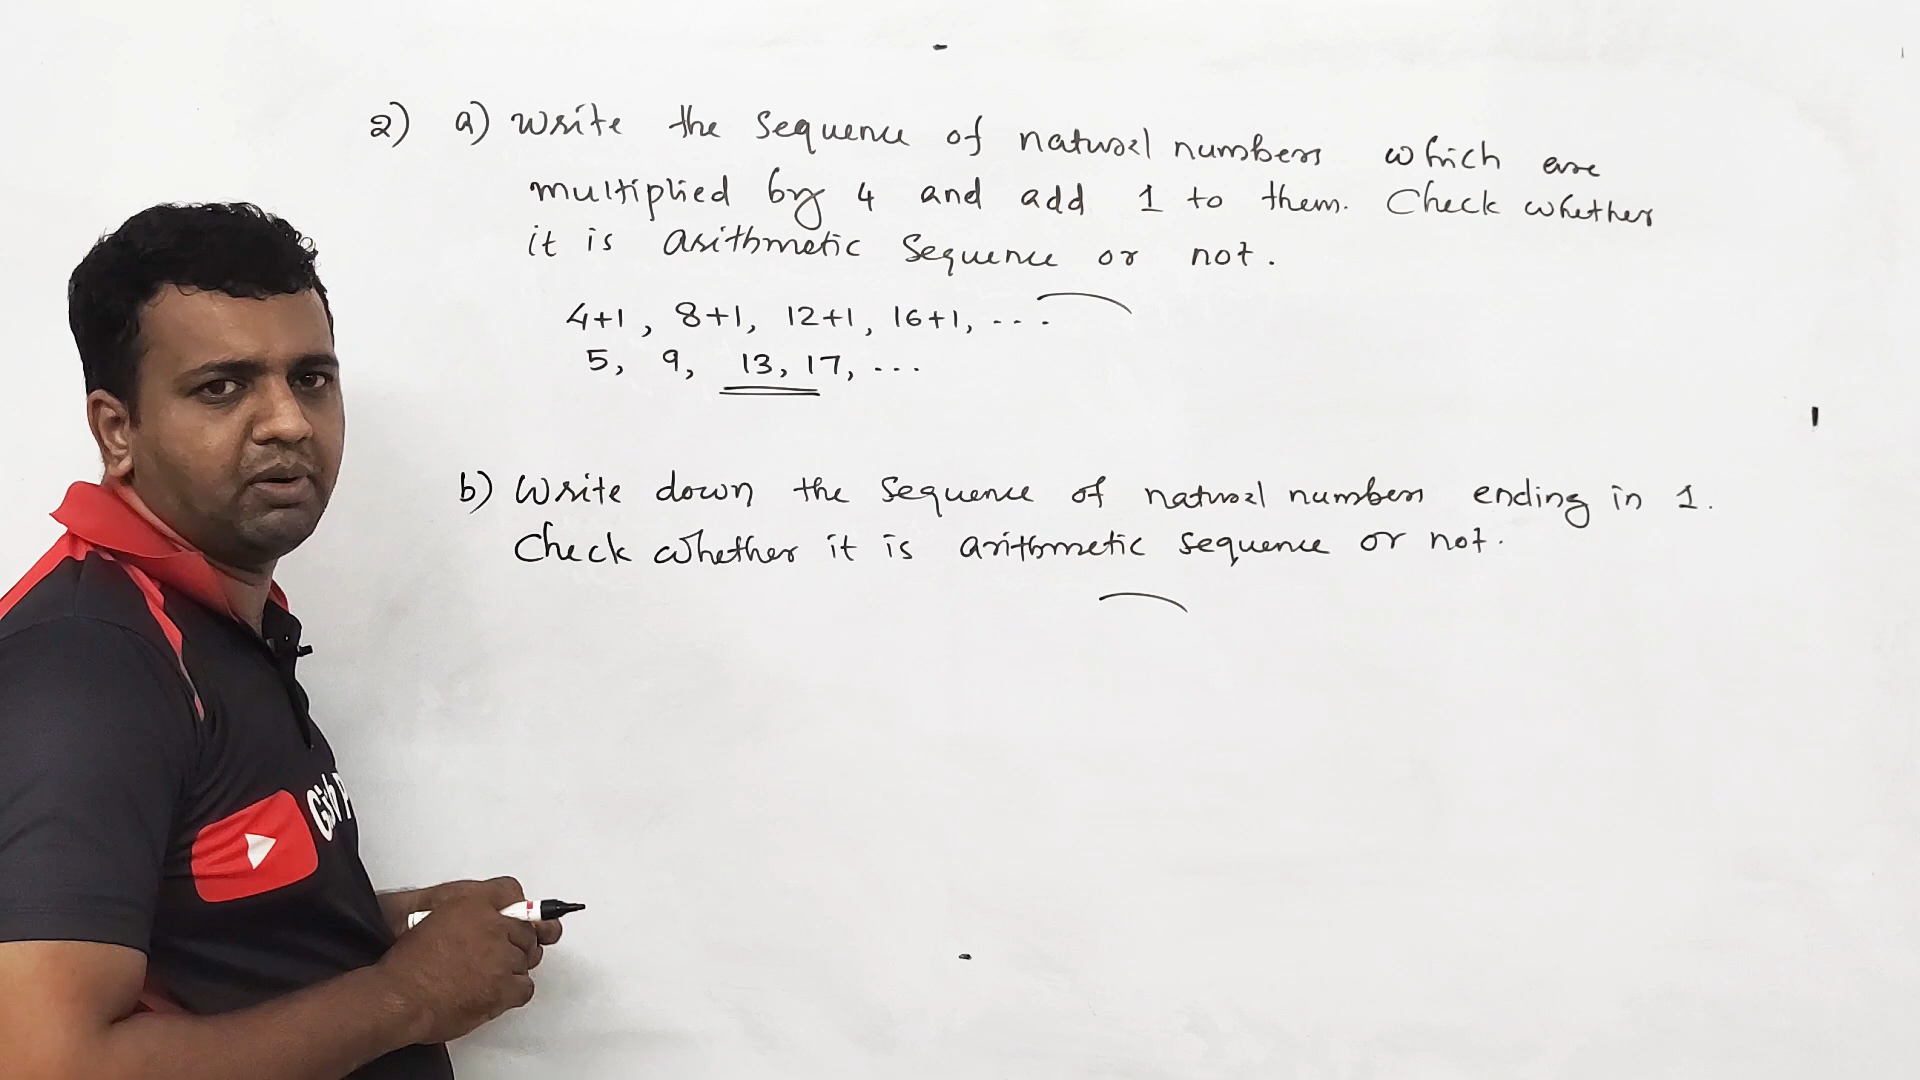 2) a) Write the sequence of natural numbers which are
multiplied by 4 and add 1 to them. Check whether
it is arithmetic sequence or not.
4+1, 8+1, 12+1, 16+1, ...
5, 9, 13, 17, ...
b) Write down the sequence of natural numbers ending in 1.
Check whether it is arithmetic sequence or not.